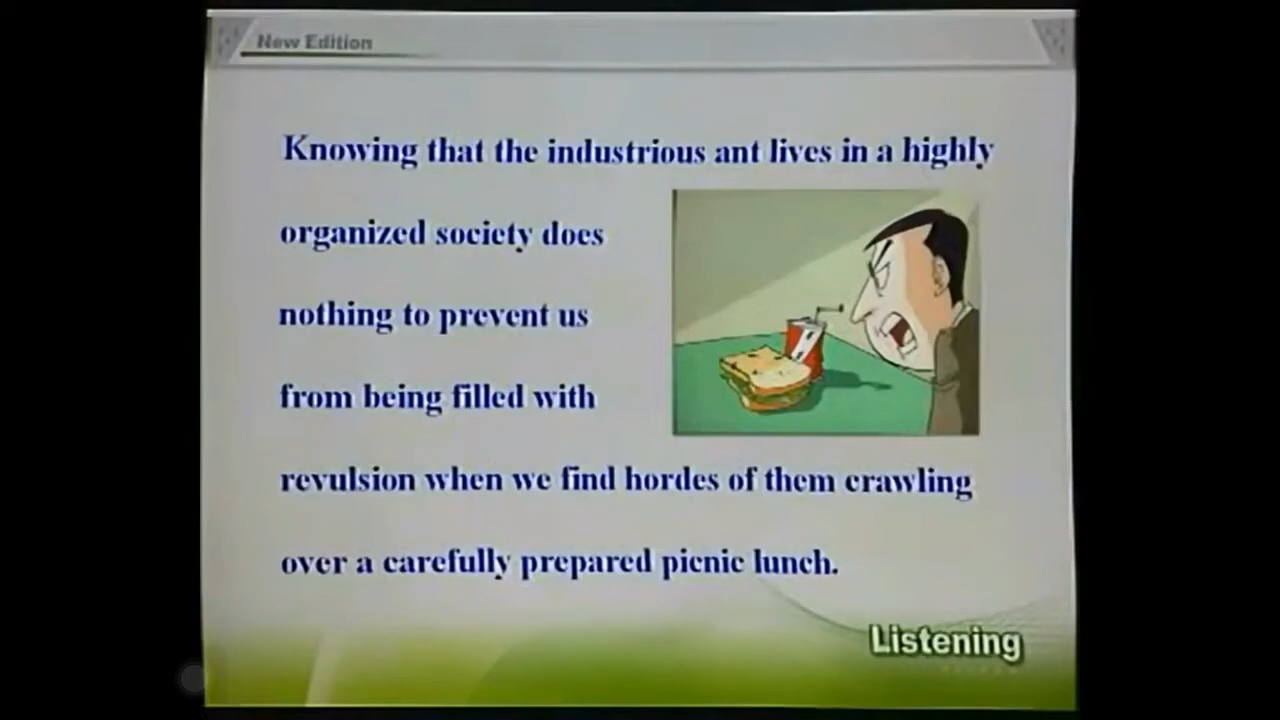 New Edition
Knowing that the industrious ant lives in a highly
organized society does
nothing to prevent us
from being filled with
revulsion when we find hordes of them crawling
over a carefully prepared picnic lunch.
Listening